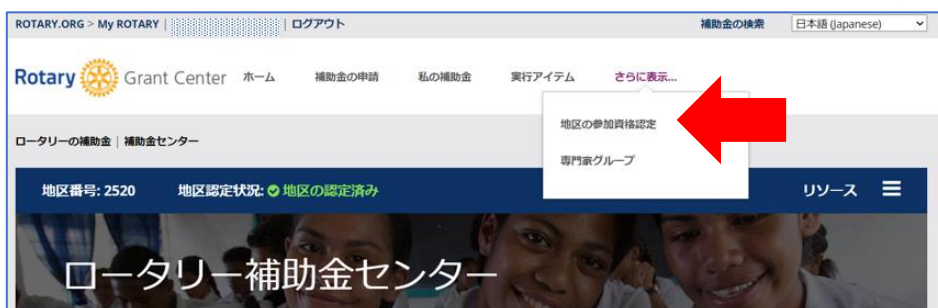 ROTARY.ORG > My ROTARY | | ログアウト 補助金の検索 日本語 (Japanese)
Rotary Grant Center ホーム 補助金の申請 私の補助金 実行アイテム さらに表示...
地区の参加資格認定
ロータリーの補助金 | 補助金センター
専門家グループ
地区番号: 2520 地区認定状況: 地区の認定済み リソース
ロータリー補助金センター